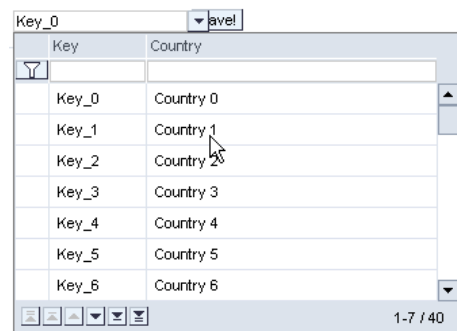 Key_0 ave!
Key Country
Key_0 Country 0
Key_1 Country 1
Key_2 Country 2
Key_3 Country 3
Key_4 Country 4
Key_5 Country 5
Key_6 Country 6
1-7 / 40